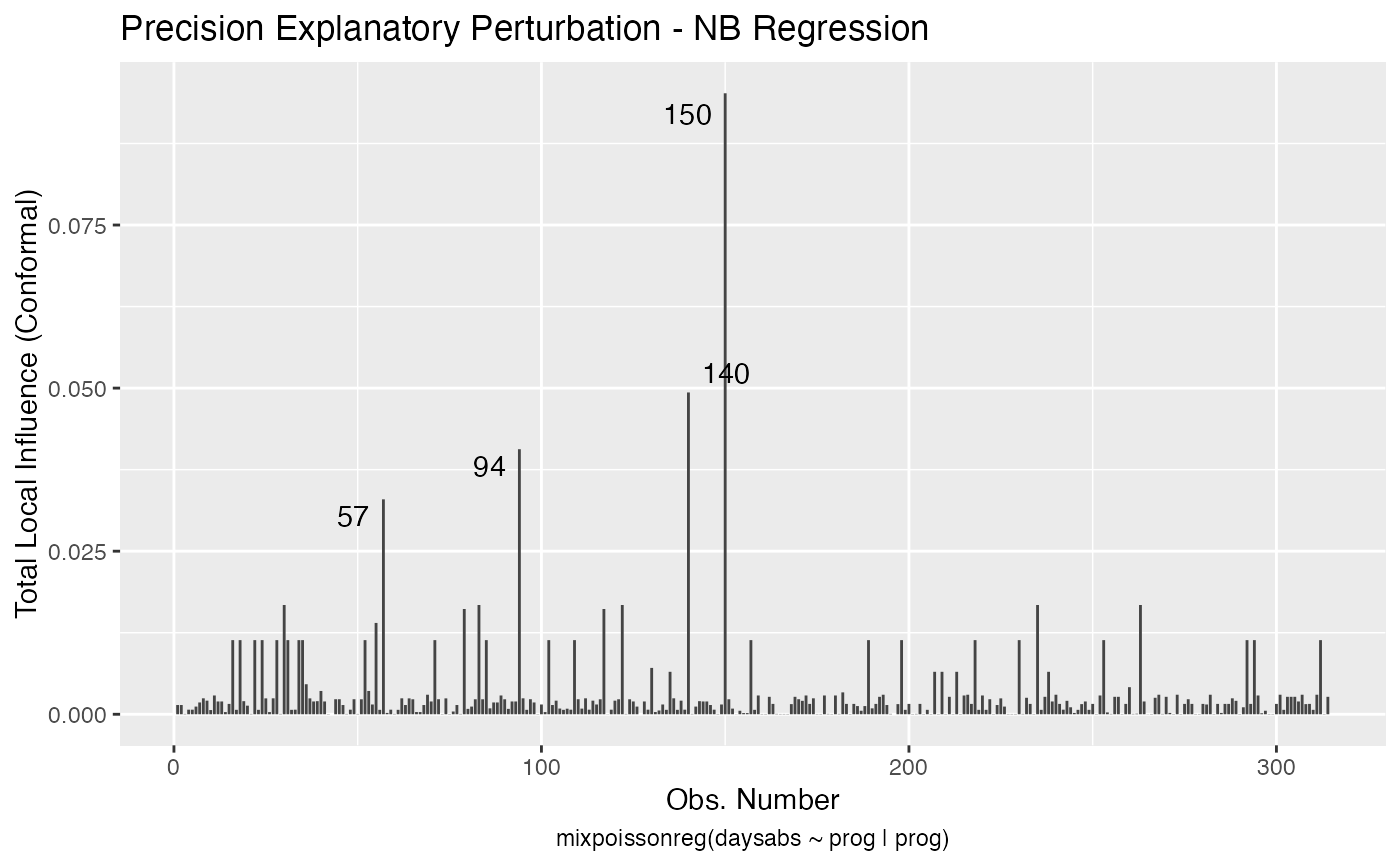 Precision Explanatory Perturbation - NB Regression
Total Local Influence (Conformal)
150
0.075
140
0.050
94
57
0.025
0.000
0 100 200 300
Obs. Number
mixpoissonreg(daysabs ~ prog | prog)